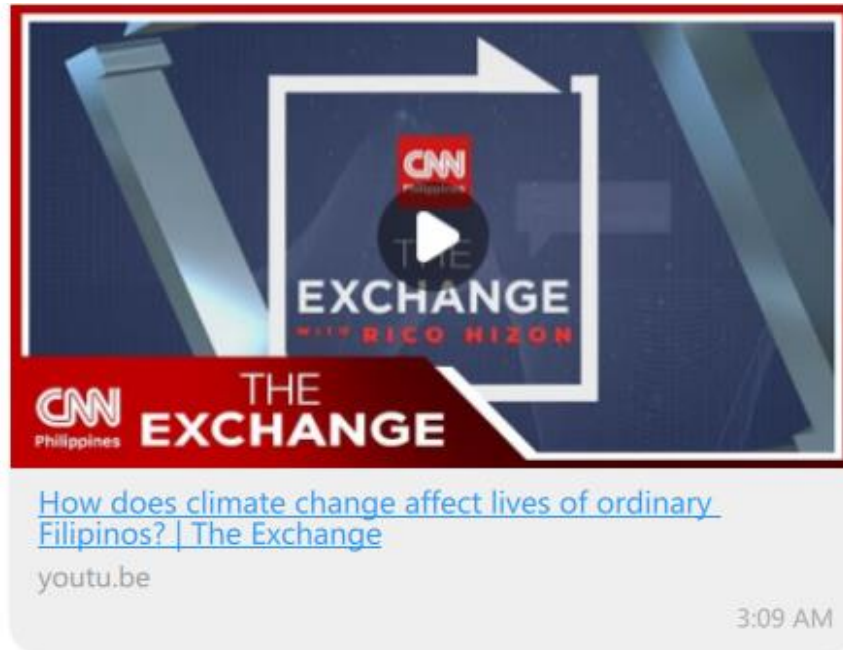 CNN
Philippines
THE
EXCHANGE
WITH RICO HIZON
CNN
Philippines
THE
EXCHANGE
How does climate change affect lives of ordinary
Filipinos? | The Exchange
youtu.be
3:09 AM